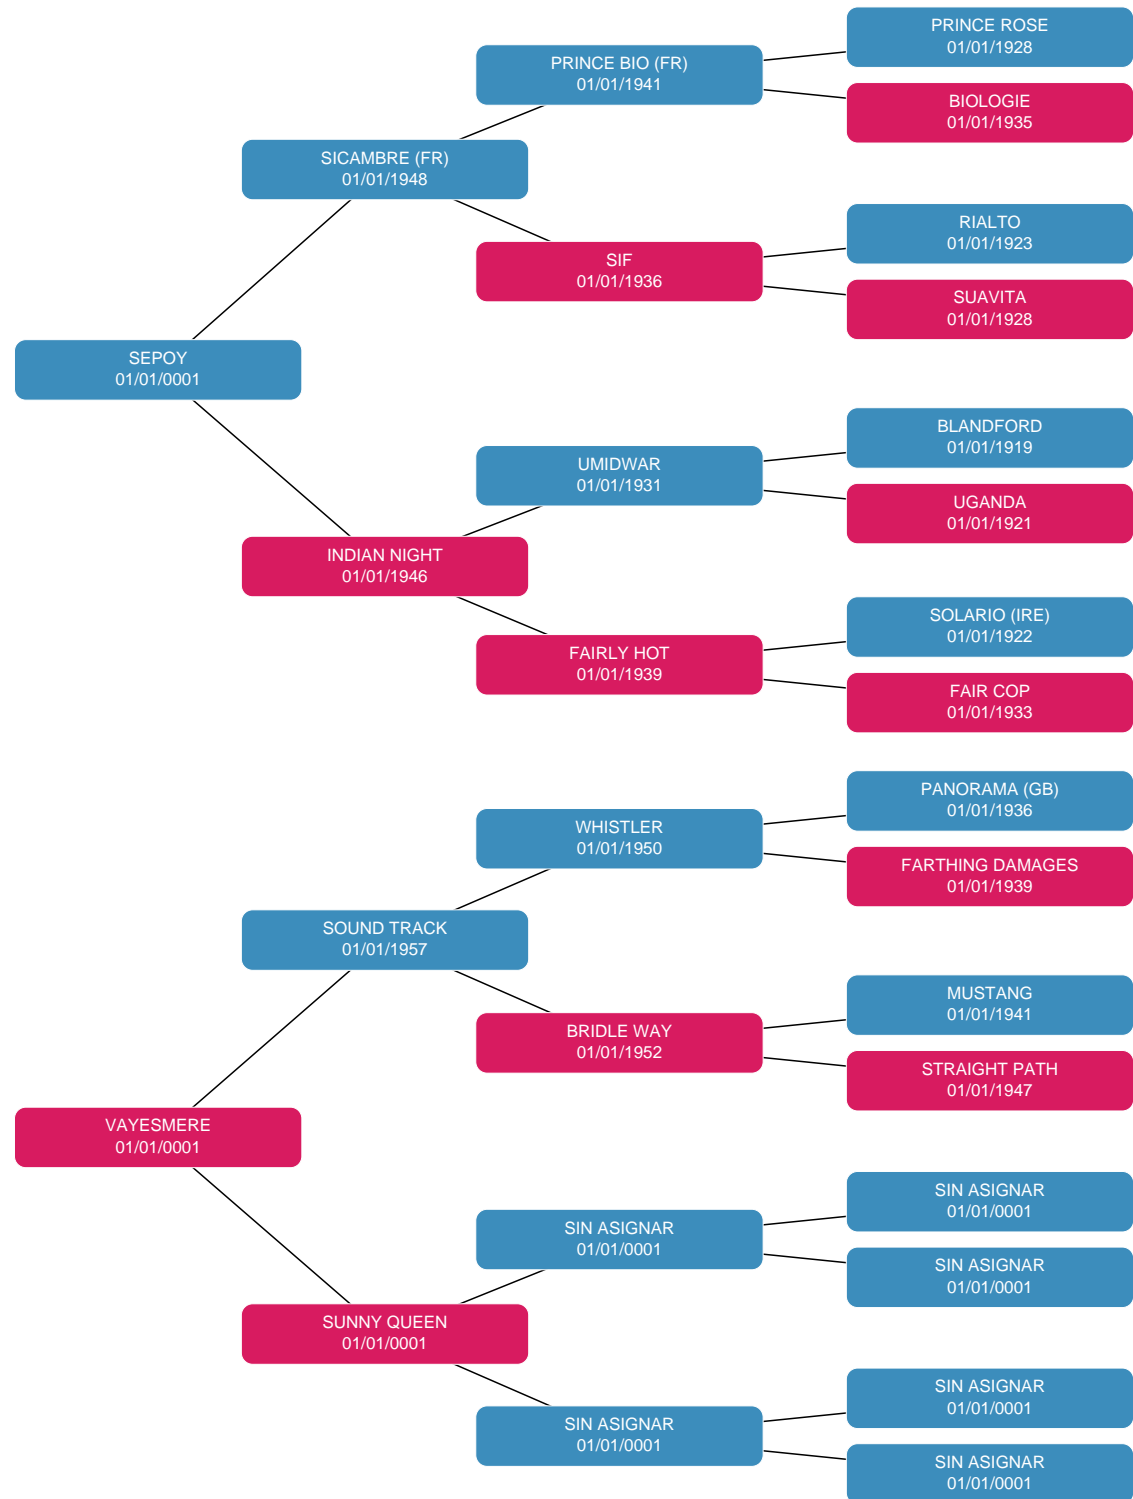 PRINCE ROSE
01/01/1928
PRINCE BIO (FR)
01/01/1941
BIOLOGIE
01/01/1935
SICAMBRE (FR)
01/01/1948
RIALTO
01/01/1923
SIF
01/01/1936
SUAVITA
01/01/1928
SEPOY
01/01/0001
BLANDFORD
01/01/1919
UMIDWAR
01/01/1931
UGANDA
01/01/1921
INDIAN NIGHT
01/01/1946
SOLARIO (IRE)
01/01/1922
FAIRLY HOT
01/01/1939
FAIR COP
01/01/1933
PANORAMA (GB)
01/01/1936
WHISTLER
01/01/1950
FARTHING DAMAGES
01/01/1939
SOUND TRACK
01/01/1957
MUSTANG
01/01/1941
BRIDLE WAY
01/01/1952
STRAIGHT PATH
01/01/1947
VAYESMERE
01/01/0001
SIN ASIGNAR
01/01/0001
SIN ASIGNAR
01/01/0001
SIN ASIGNAR
01/01/0001
SUNNY QUEEN
01/01/0001
SIN ASIGNAR
01/01/0001
SIN ASIGNAR
01/01/0001
SIN ASIGNAR
01/01/0001